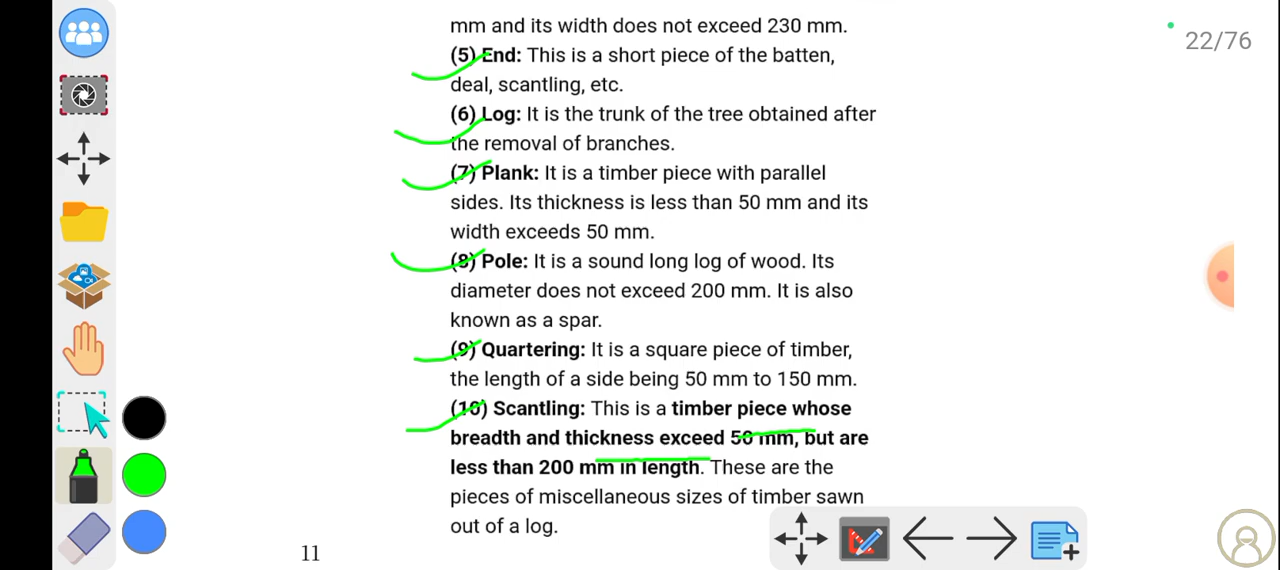 mm and its width does not exceed 230 mm.
22/76
(5) End: This is a short piece of the batten,
deal, scantling, etc.
(6) Log: It is the trunk of the tree obtained after
the removal of branches.
(7) Plank: It is a timber piece with parallel
sides. Its thickness is less than 50 mm and its
width exceeds 50 mm.
(8) Pole: It is a sound long log of wood. Its
diameter does not exceed 200 mm. It is also
known as a spar.
(9) Quartering: It is a square piece of timber,
the length of a side being 50 mm to 150 mm.
(10) Scantling: This is a timber piece whose
breadth and thickness exceed 50 mm, but are
less than 200 mm in length. These are the
pieces of miscellaneous sizes of timber sawn
out of a log.
11